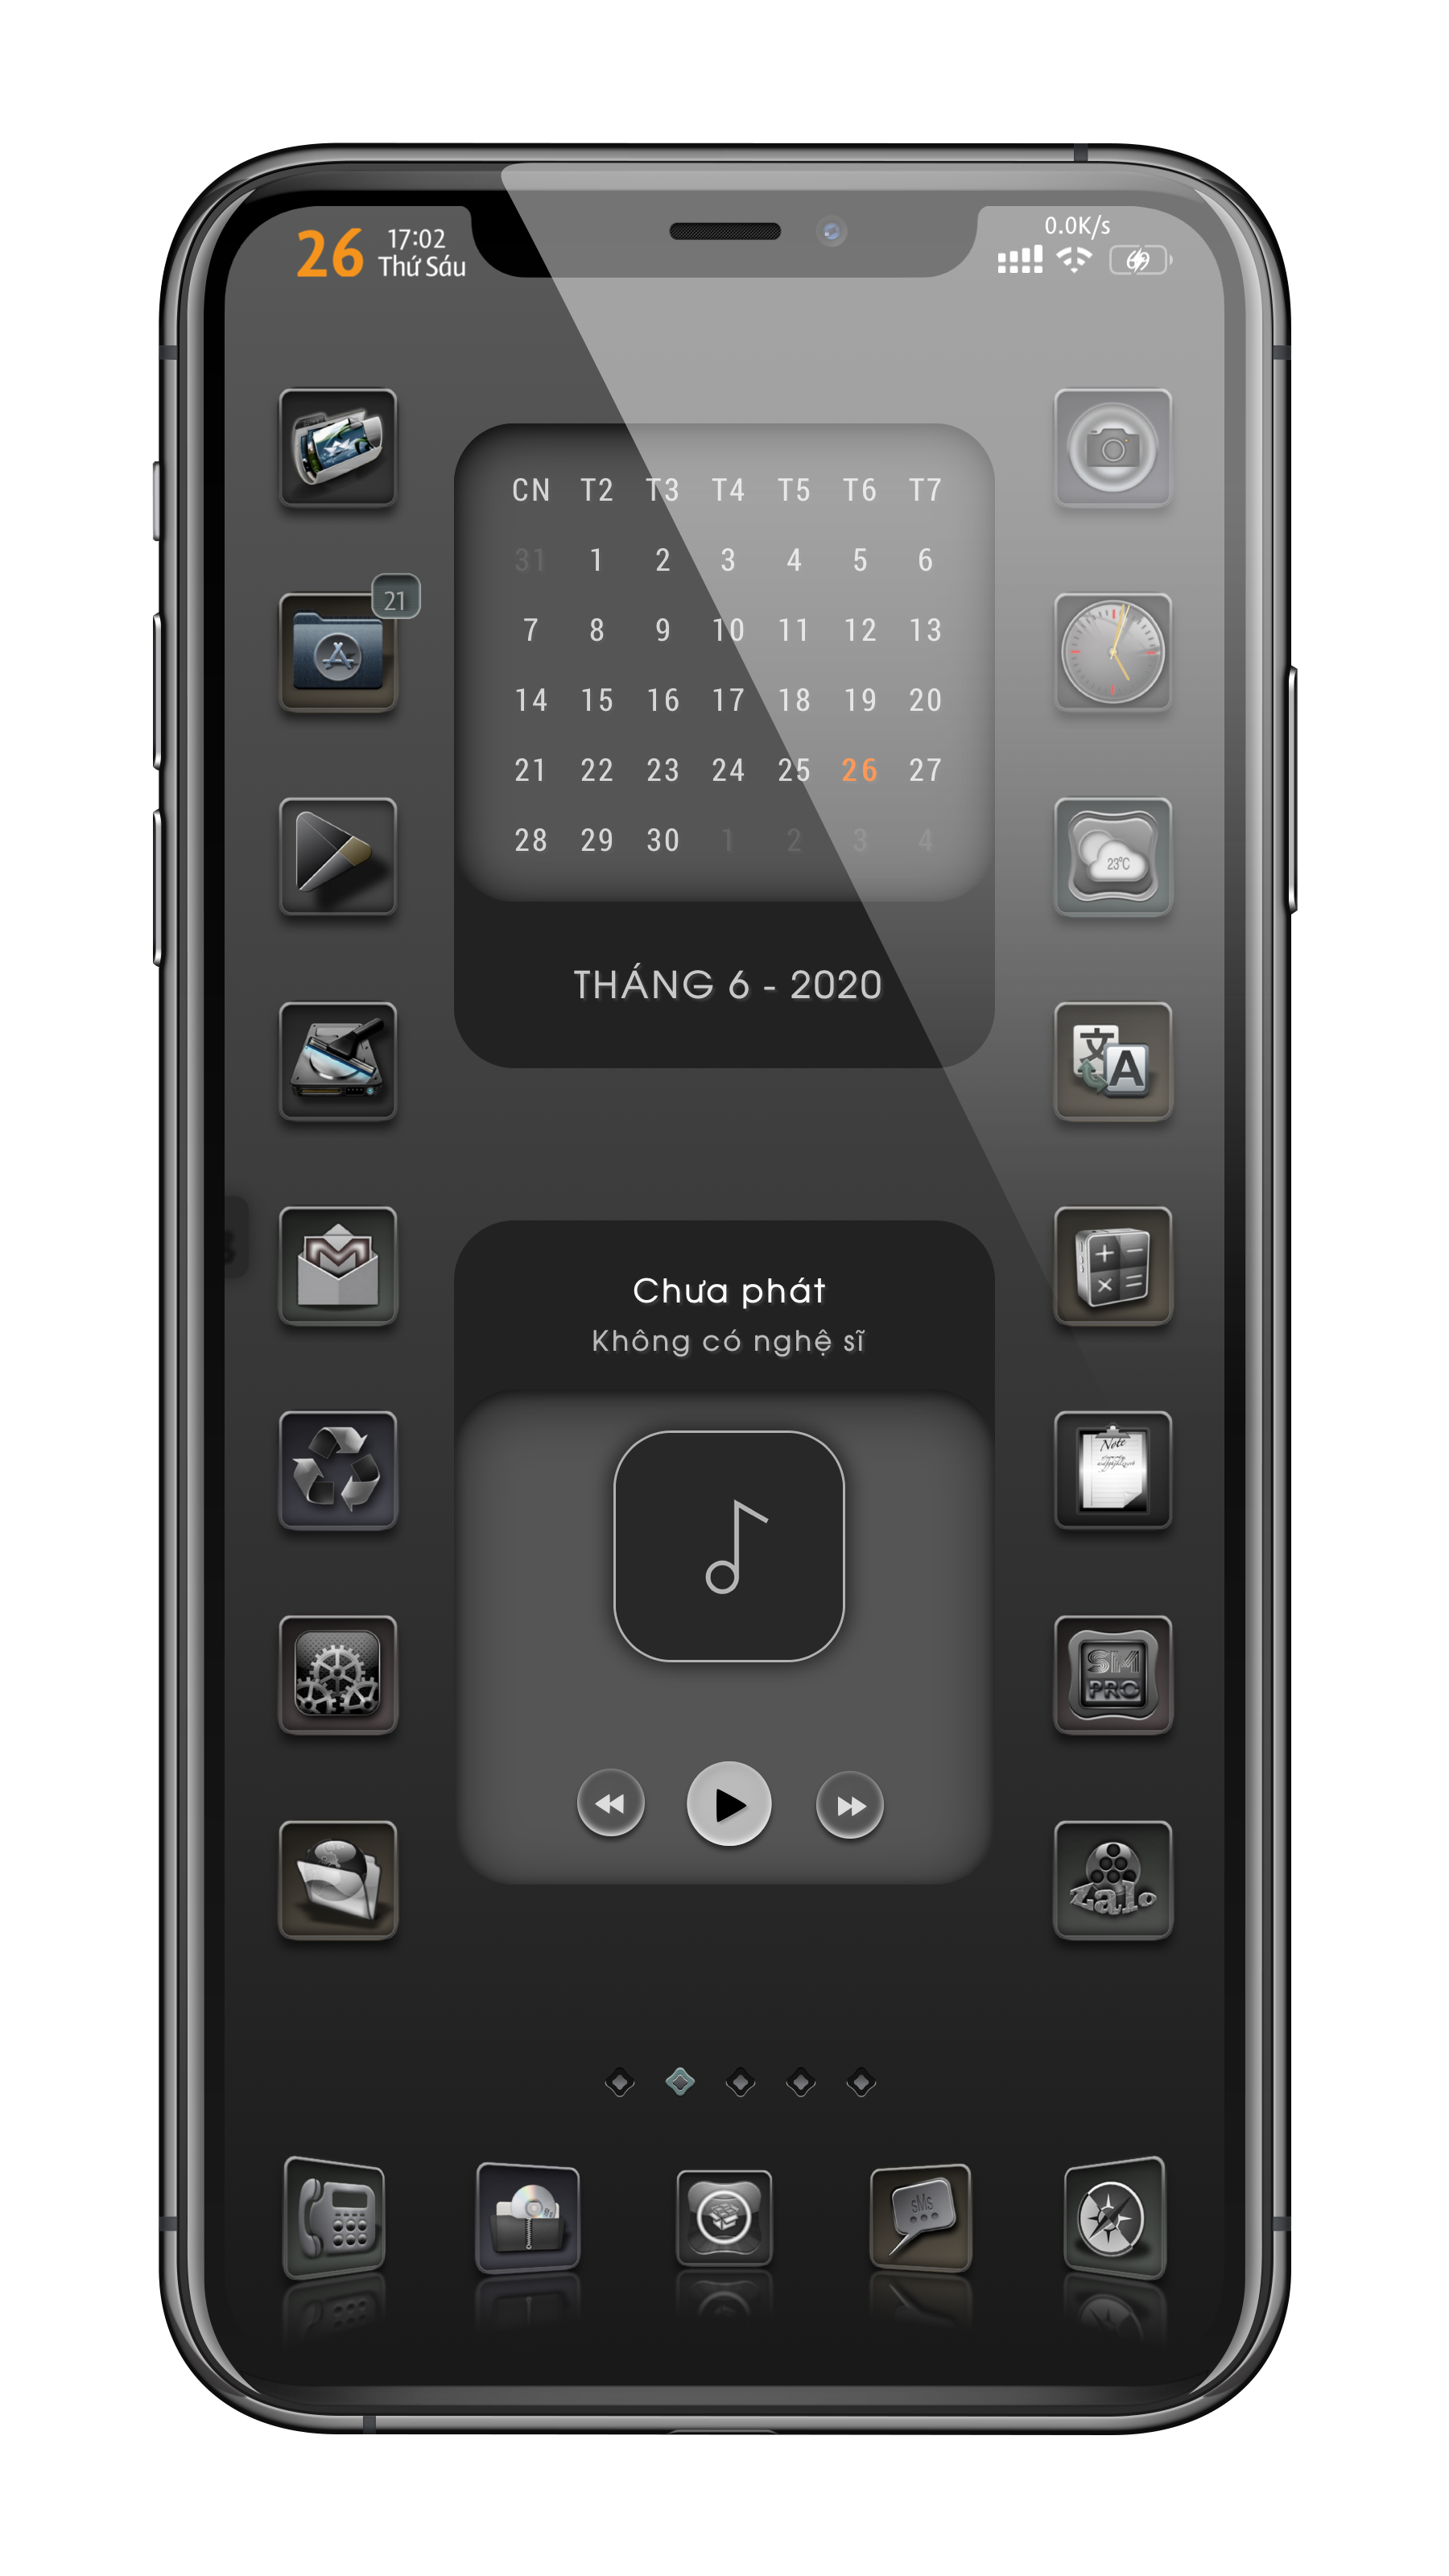 26
17:02
Thứ Sáu
0.0K/s
69
21
CN T2 T3 T4 T5 T6 T7
31 1 2 3 4 5 6
7 8 9 10 11 12 13
14 15 16 17 18 19 20
21 22 23 24 25 26 27
28 29 30 1 2 3 4
THÁNG 6 - 2020
23°C
文
A
Chưa phát
Không có nghệ sĩ
Note
SIM
PRO
zalo
sMs